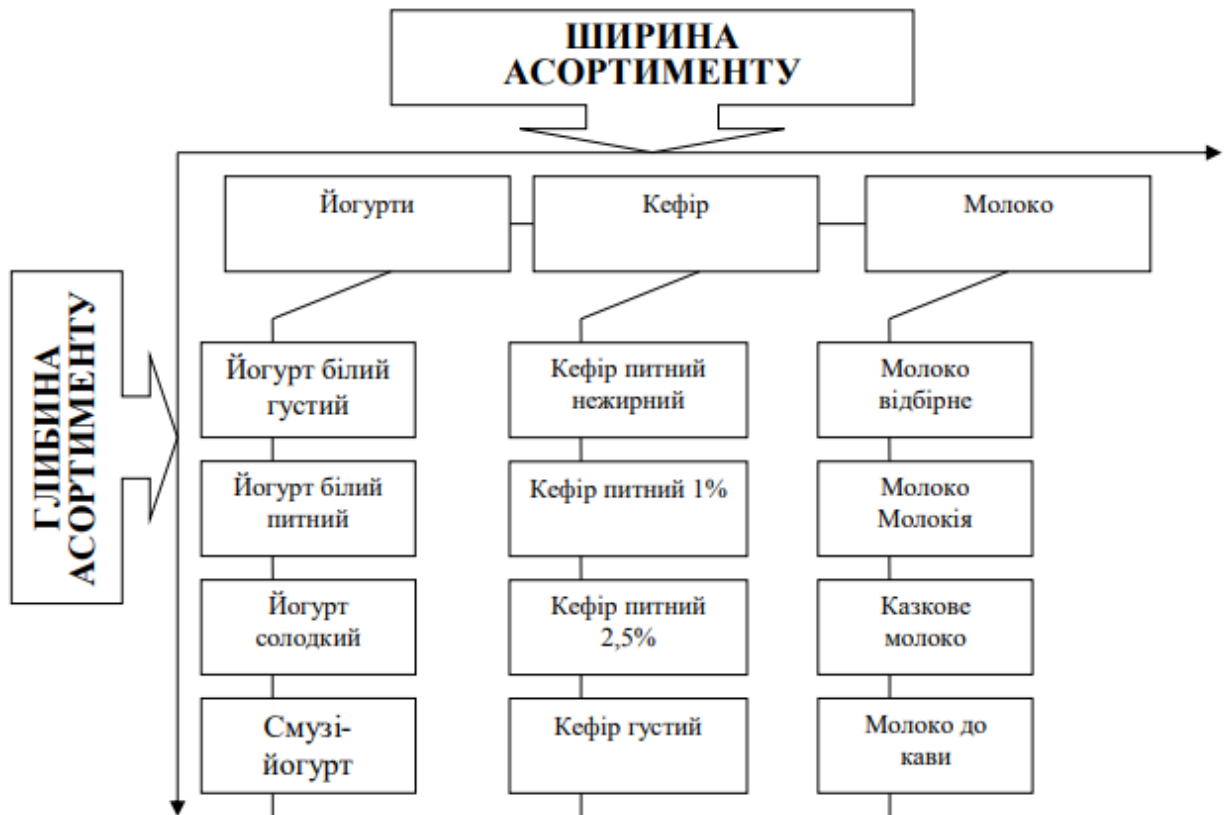 ШИРИНА
АСОРТИМЕНТУ
Йогурти
Кефір
Молоко
ГЛИБИНА
АСОРТИМЕНТУ
Йогурт білий
густий
Кефір питний
нежирний
Молоко
відбірне
Йогурт білий
питний
Кефір питний 1%
Молоко
Молокія
Йогурт
солодкий
Кефір питний
2,5%
Казкове
молоко
Смузі-
йогурт
Кефір густий
Молоко до
кави